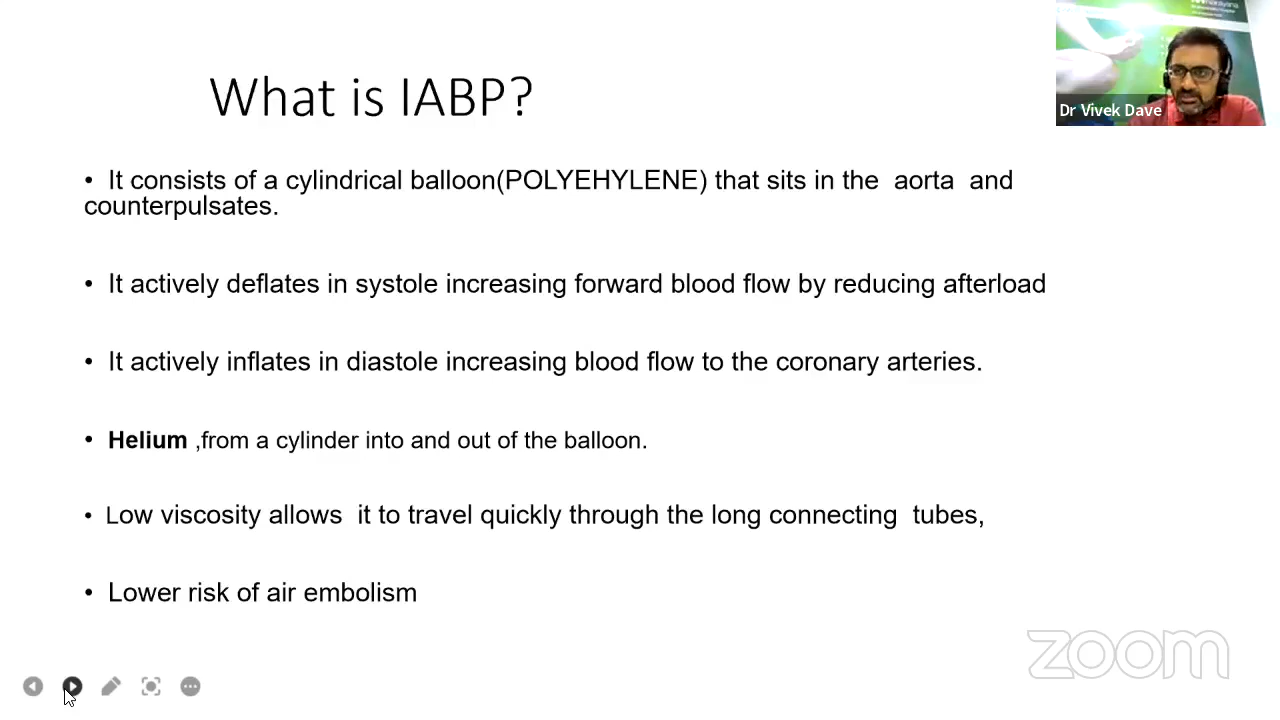 What is IABP?
Dr Vivek Dave
• It consists of a cylindrical balloon(POLYEHYLENE) that sits in the aorta and
counterpulsates.
• It actively deflates in systole increasing forward blood flow by reducing afterload
• It actively inflates in diastole increasing blood flow to the coronary arteries.
• Helium ,from a cylinder into and out of the balloon.
• Low viscosity allows it to travel quickly through the long connecting tubes,
• Lower risk of air embolism
zoom